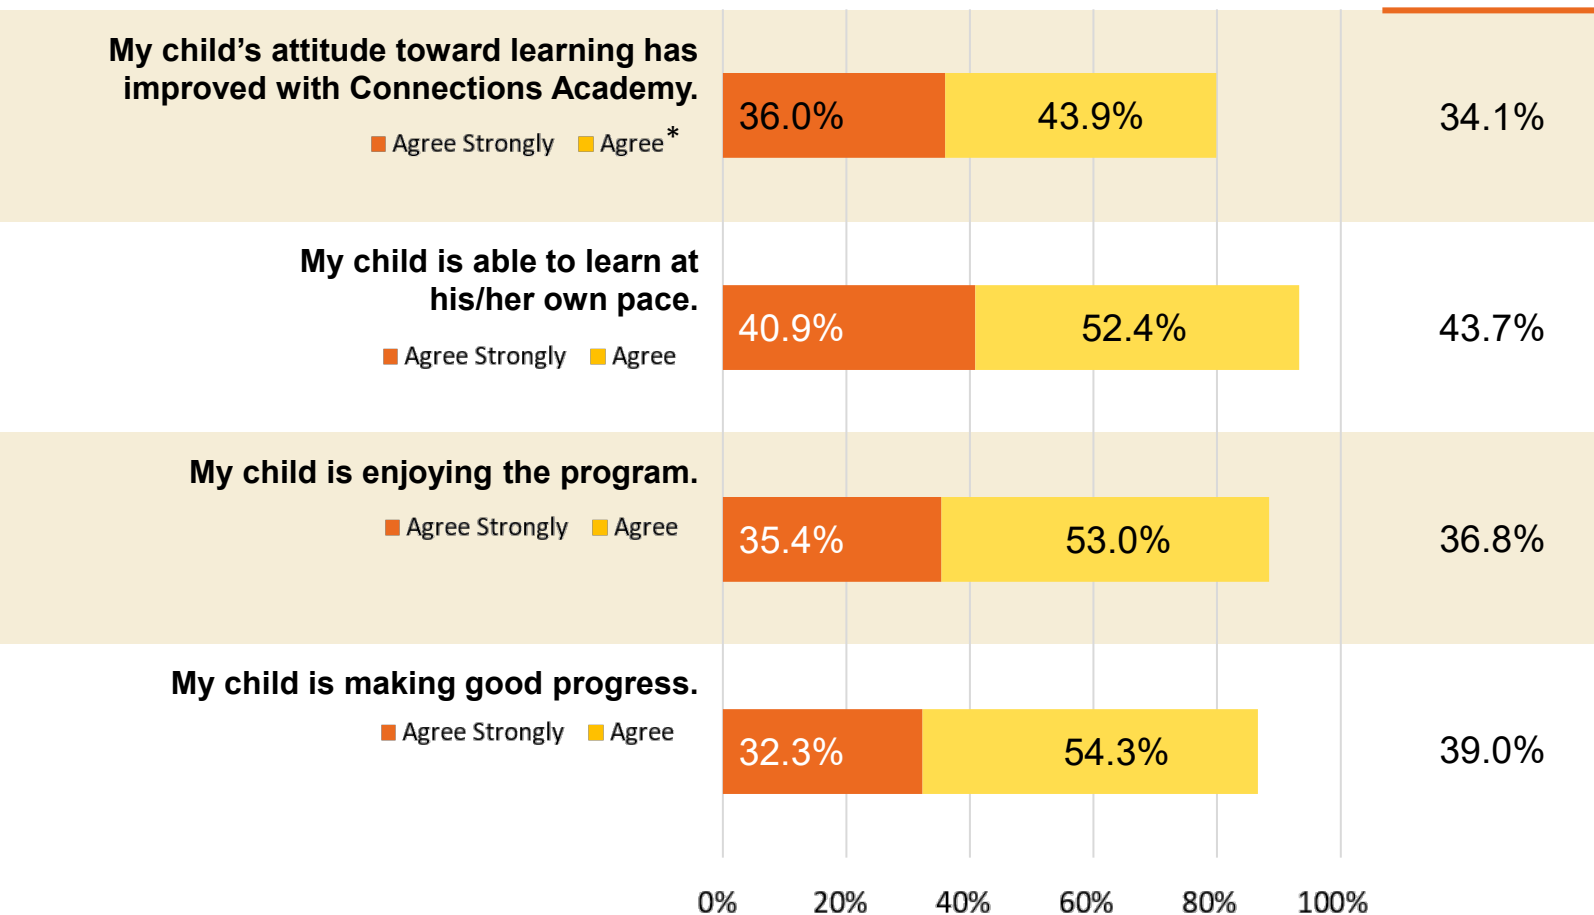 My child’s attitude toward learning has
improved with Connections Academy.
Agree Strongly Agree*
36.0% 43.9% 34.1%
My child is able to learn at
his/her own pace.
Agree Strongly Agree
40.9% 52.4% 43.7%
My child is enjoying the program.
Agree Strongly Agree
35.4% 53.0% 36.8%
My child is making good progress.
Agree Strongly Agree
32.3% 54.3% 39.0%
0% 20% 40% 60% 80% 100%